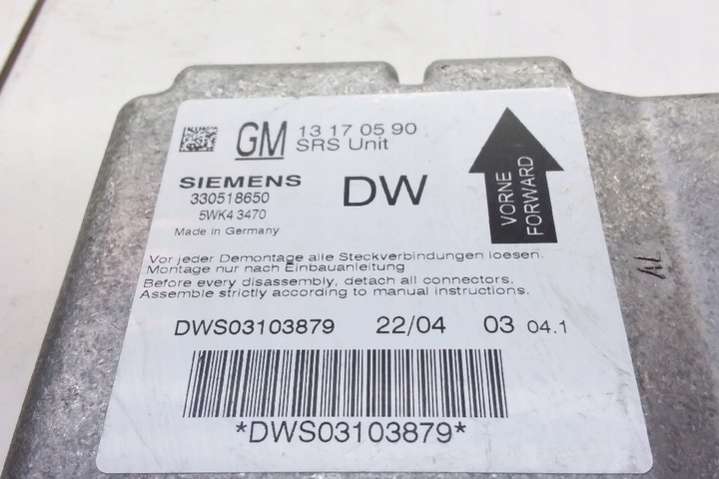 GM 13 17 05 90
SRS Unit
SIEMENS
330518650
5WK4 3470
Made in Germany
DW
VORNE
FORWARD
Vor jeder Demontage alle Steckverbindungen loesen.
Montage nur nach Einbauanleitung
Before every disassembly, detach all connectors.
Assemble strictly according to manual instructions.
DWS03103879 22/04 03 04.1
*DWS03103879*